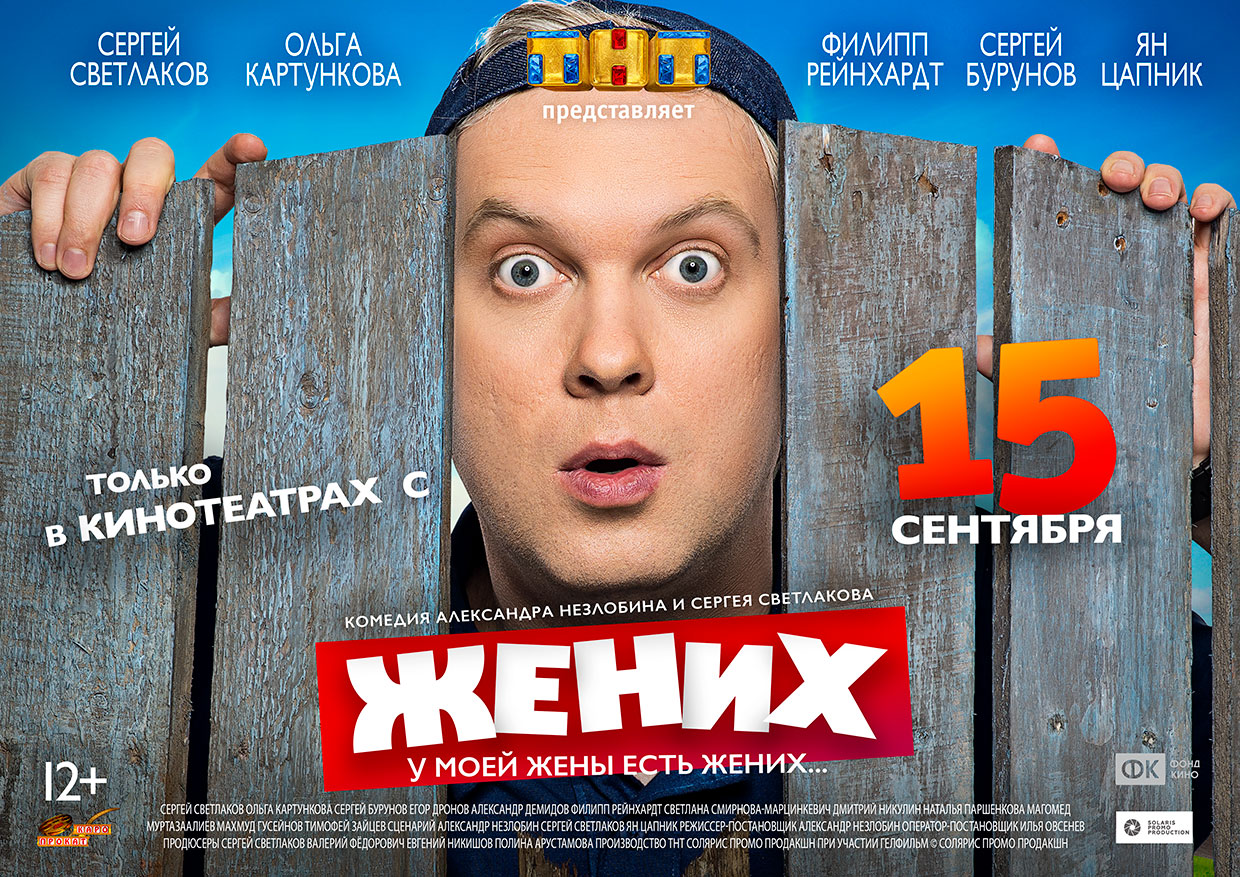 СЕРГЕЙ
СВЕТЛАКОВ
ОЛЬГА
КАРТУНКОВА
ТНТ
представляет
ФИЛИПП
РЕЙНХАРДТ
СЕРГЕЙ
БУРУНОВ
ЯН
ЦАПНИК
ТОЛЬКО
В КИНОТЕАТРАХ С
15
СЕНТЯБРЯ
КОМЕДИЯ АЛЕКСАНДРА НЕЗЛОБИНА И СЕРГЕЯ СВЕТЛАКОВА
ЖЕНИХ
У МОЕЙ ЖЕНЫ ЕСТЬ ЖЕНИХ...
12+
КАРО
ПРОКАТ
ФК
ФОНД
КИНО
СЕРГЕЙ СВЕТЛАКОВ ОЛЬГА КАРТУНКОВА СЕРГЕЙ БУРУНОВ ЕГОР ДРОНОВ АЛЕКСАНДР ДЕМИДОВ ФИЛИПП РЕЙНХАРДТ СВЕТЛАНА СМИРНОВА-МАРЦИНКЕВИЧ ДМИТРИЙ НИКУЛИН НАТАЛЬЯ ПАРШЕНКОВА МАГОМЕД
МУРТАЗААЛИЕВ МАХМУД ГУСЕЙНОВ ТИМОФЕЙ ЗАЙЦЕВ СЦЕНАРИЙ АЛЕКСАНДР НЕЗЛОБИН СЕРГЕЙ СВЕТЛАКОВ ЯН ЦАПНИК РЕЖИССЕР-ПОСТАНОВЩИК АЛЕКСАНДР НЕЗЛОБИН ОПЕРАТОР-ПОСТАНОВЩИК ИЛЬЯ ОВСЕНЕВ
ПРОДЮСЕРЫ СЕРГЕЙ СВЕТЛАКОВ ВАЛЕРИЙ ФЁДОРОВИЧ ЕВГЕНИЙ НИКИШОВ ПОЛИНА АРУСТАМОВА ПРОИЗВОДСТВО ТНТ СОЛЯРИС ПРОМО ПРОДАКШН ПРИ УЧАСТИИ ГЕЛФИЛЬМ © СОЛЯРИС ПРОМО ПРОДАКШН
SOLARIS
PROMO
PRODUCTION